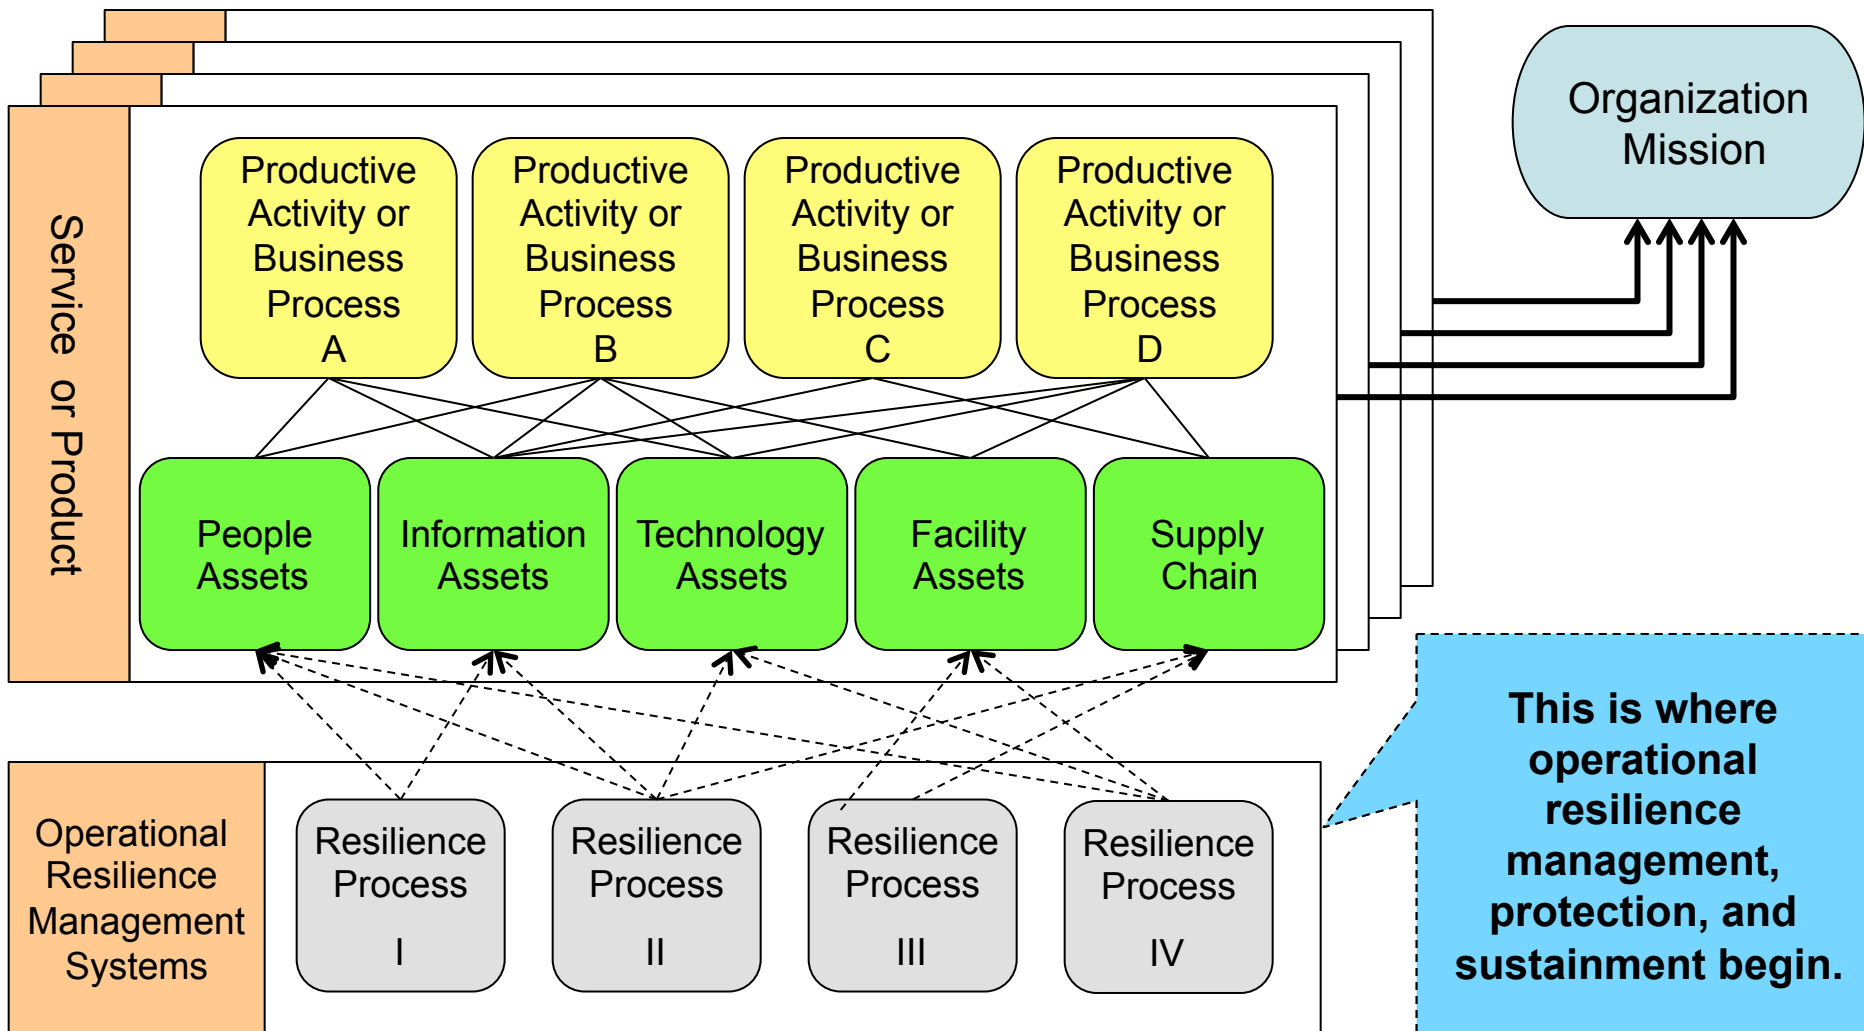 Organization
Mission
Service or Product
Productive
Activity or
Business
Process
A
Productive
Activity or
Business
Process
B
Productive
Activity or
Business
Process
C
Productive
Activity or
Business
Process
D
People
Assets
Information
Assets
Technology
Assets
Facility
Assets
Supply
Chain
Operational
Resilience
Management
Systems
Resilience
Process
I
Resilience
Process
II
Resilience
Process
III
Resilience
Process
IV
This is where
operational
resilience
management,
protection, and
sustainment begin.